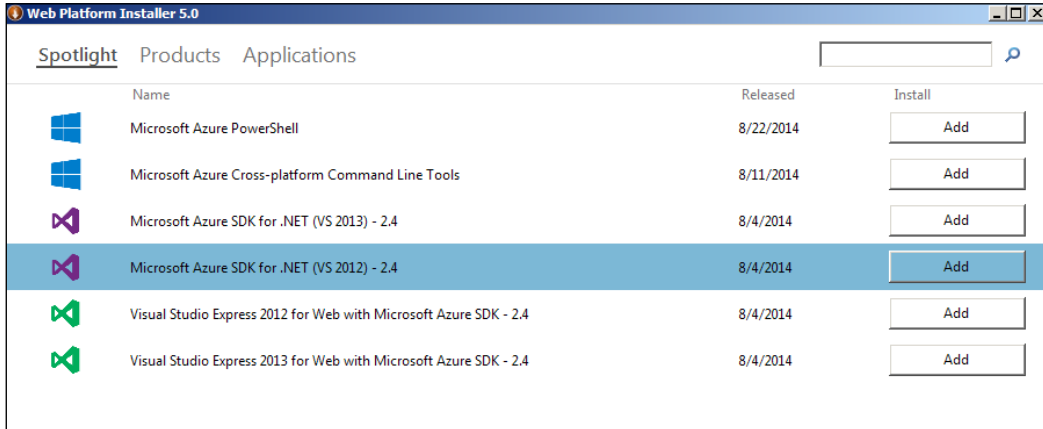 Web Platform Installer 5.0
Spotlight Products Applications
Name Released Install
Microsoft Azure PowerShell 8/22/2014 Add
Microsoft Azure Cross-platform Command Line Tools 8/11/2014 Add
Microsoft Azure SDK for .NET (VS 2013) - 2.4 8/4/2014 Add
Microsoft Azure SDK for .NET (VS 2012) - 2.4 8/4/2014 Add
Visual Studio Express 2012 for Web with Microsoft Azure SDK - 2.4 8/4/2014 Add
Visual Studio Express 2013 for Web with Microsoft Azure SDK - 2.4 8/4/2014 Add